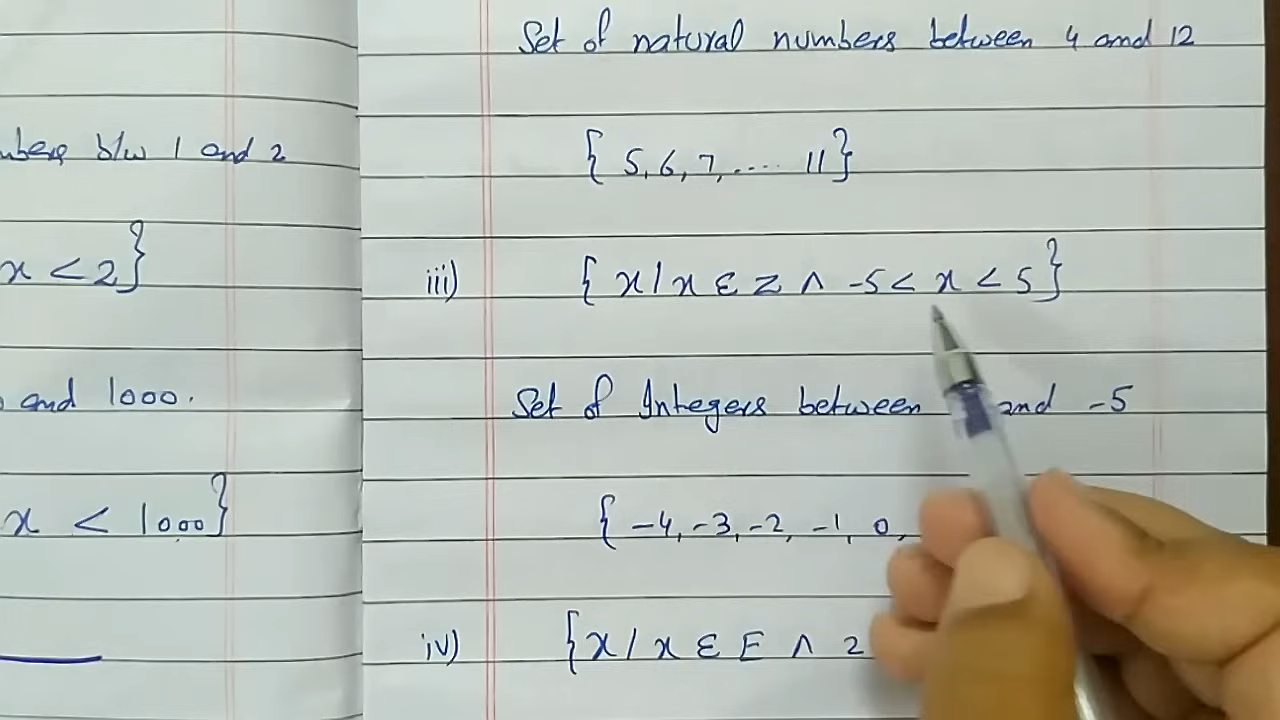 mbers b/w 1 and 2
x < 2}
and 1000.
x < 1000}
Set of natural numbers between 4 and 12
{ 5, 6, 7, .... 11}
iii) { x / x ε Z ∧ -5 < x < 5}
Set of Integers between and -5
{ -4, -3, -2, -1, 0,
iv) {x / x ε E ∧ 2